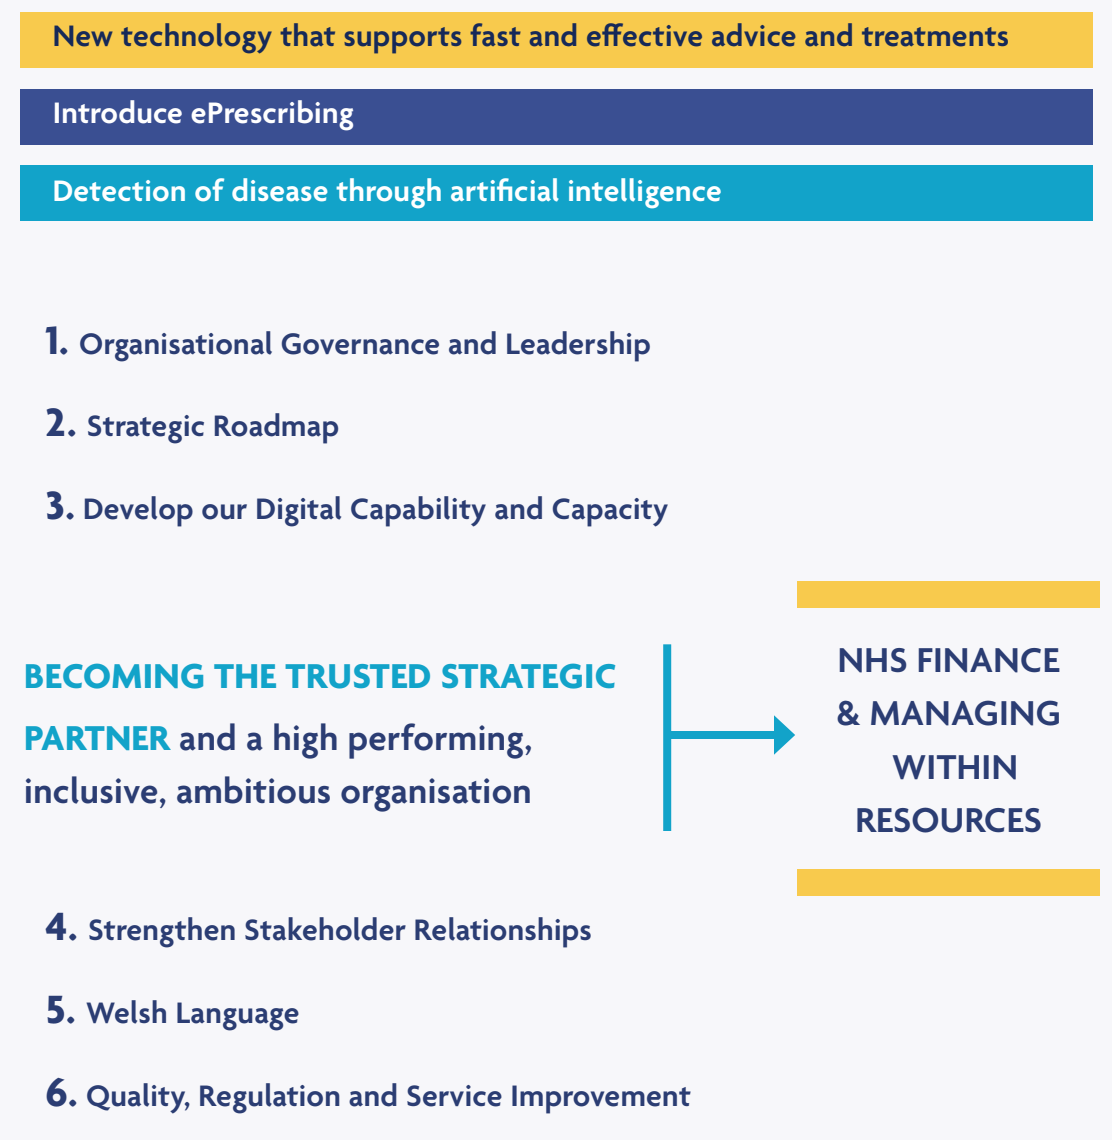 New technology that supports fast and effective advice and treatments
Introduce ePrescribing
Detection of disease through artificial intelligence
1. Organisational Governance and Leadership
2. Strategic Roadmap
3. Develop our Digital Capability and Capacity
BECOMING THE TRUSTED STRATEGIC
PARTNER and a high performing,
inclusive, ambitious organisation
NHS FINANCE
& MANAGING
WITHIN
RESOURCES
4. Strengthen Stakeholder Relationships
5. Welsh Language
6. Quality, Regulation and Service Improvement